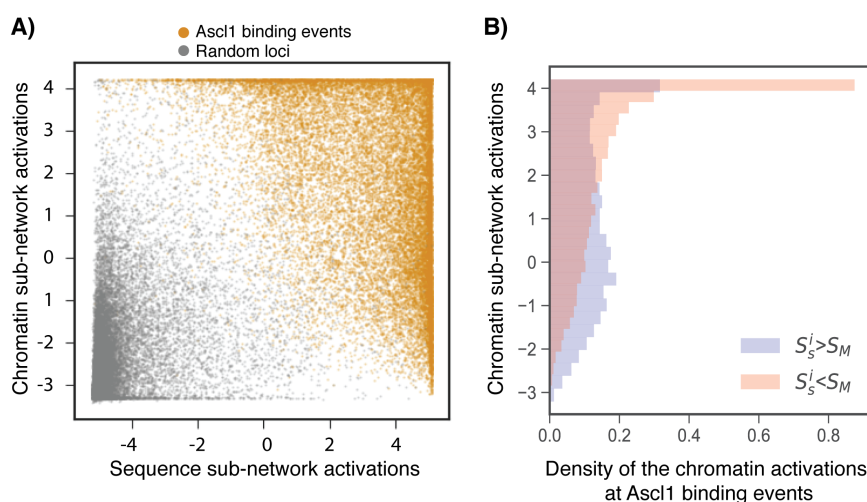 A)
Ascl1 binding events
Random loci
Chromatin sub-network activations
4
3
2
1
0
1
-2
-3
-4
-2
0
2
4
Sequence sub-network activations
B)
Chromatin sub-network activations
4
3
2
1
0
−1
−2
−3
S_s^i>S_M
S_s^i<S_M
0.0
0.2
0.4
0.6
0.8
Density of the chromatin activations
at Ascl1 binding events